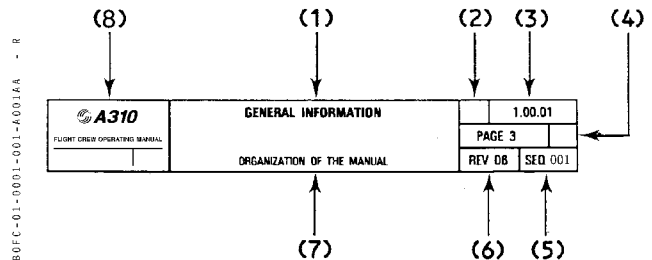 (8) (1) (2) (3) (4)
A310
FLIGHT CREW OPERATING MANUAL
GENERAL INFORMATION
ORGANIZATION OF THE MANUAL
1.00.01
PAGE 3
REV 08 SEQ 001
(7) (6) (5)
B0FC-01-0001-001-A001AA - R